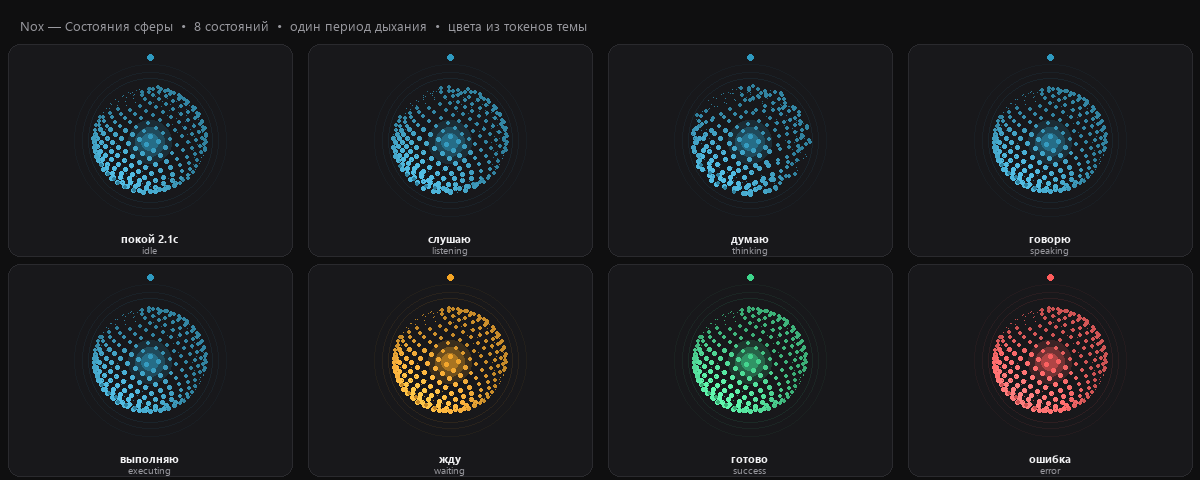 Nox — Состояния сферы • 8 состояний • один период дыхания • цвета из токенов темы
покой 2.1с
idle
слушаю
listening
думаю
thinking
говорю
speaking
выполняю
executing
жду
waiting
готово
success
ошибка
error